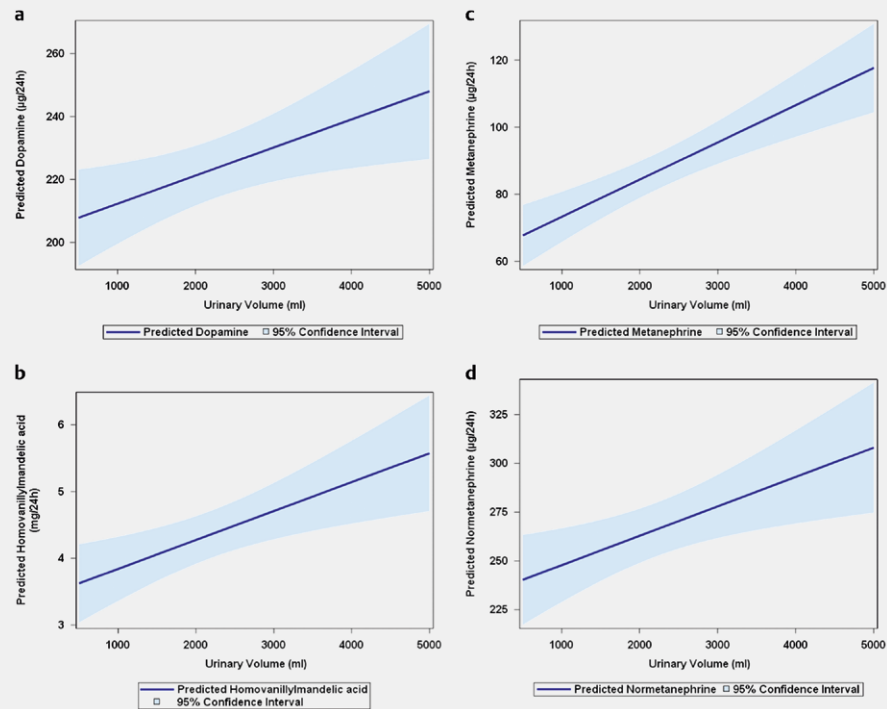 a
Predicted Dopamine (µg/24h)
260
240
220
200
1000 2000 3000 4000 5000
Urinary Volume (ml)
Predicted Dopamine 95% Confidence Interval
c
Predicted Metanephrine (µg/24h)
120
100
80
60
1000 2000 3000 4000 5000
Urinary Volume (ml)
Predicted Metanephrine 95% Confidence Interval
b
Predicted Homovanillylmandelic acid
(mg/24h)
6
5
4
3
1000 2000 3000 4000 5000
Urinary Volume (ml)
Predicted Homovanillylmandelic acid
95% Confidence Interval
d
Predicted Normetanephrine (µg/24h)
325
300
275
250
225
1000 2000 3000 4000 5000
Urinary Volume (ml)
Predicted Normetanephrine 95% Confidence Interval